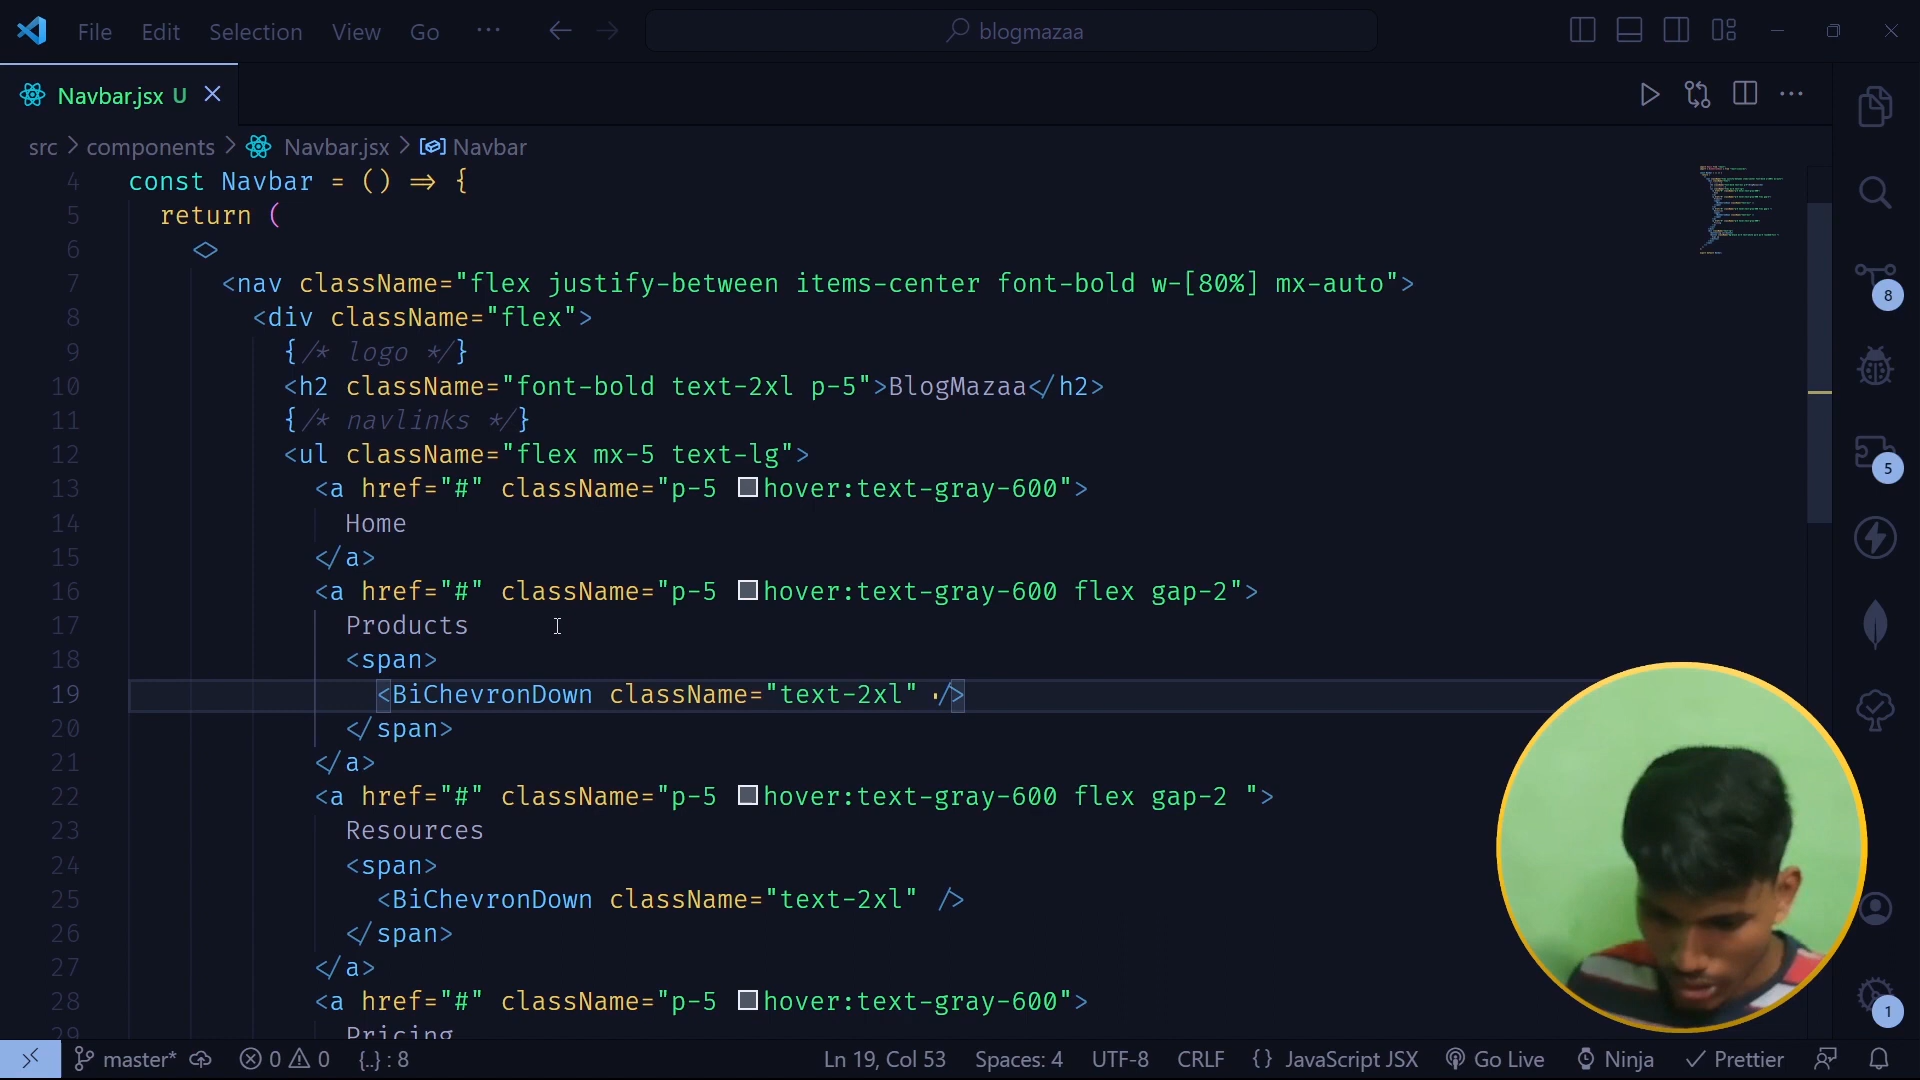 File Edit Selection View Go ··· blogmazaa
Navbar.jsx U
src > components > Navbar.jsx > Navbar
4 const Navbar = () => {
5 return (
6 <>
7 <nav className="flex justify-between items-center font-bold w-[80%] mx-auto">
8 <div className="flex">
9 {/* logo */}
10 <h2 className="font-bold text-2xl p-5">BlogMazaa</h2>
11 {/* navlinks */}
12 <ul className="flex mx-5 text-lg">
13 <a href="#" className="p-5 hover:text-gray-600">
14 Home
15 </a>
16 <a href="#" className="p-5 hover:text-gray-600 flex gap-2">
17 Products
18 <span>
19 <BiChevronDown className="text-2xl" />
20 </span>
21 </a>
22 <a href="#" className="p-5 hover:text-gray-600 flex gap-2 ">
23 Resources
24 <span>
25 <BiChevronDown className="text-2xl" />
26 </span>
27 </a>
28 <a href="#" className="p-5 hover:text-gray-600">
29 Pricing
8
5
1
master* 0 0 {..} : 8 Ln 19, Col 53 Spaces: 4 UTF-8 CRLF {} JavaScript JSX Go Live Ninja Prettier